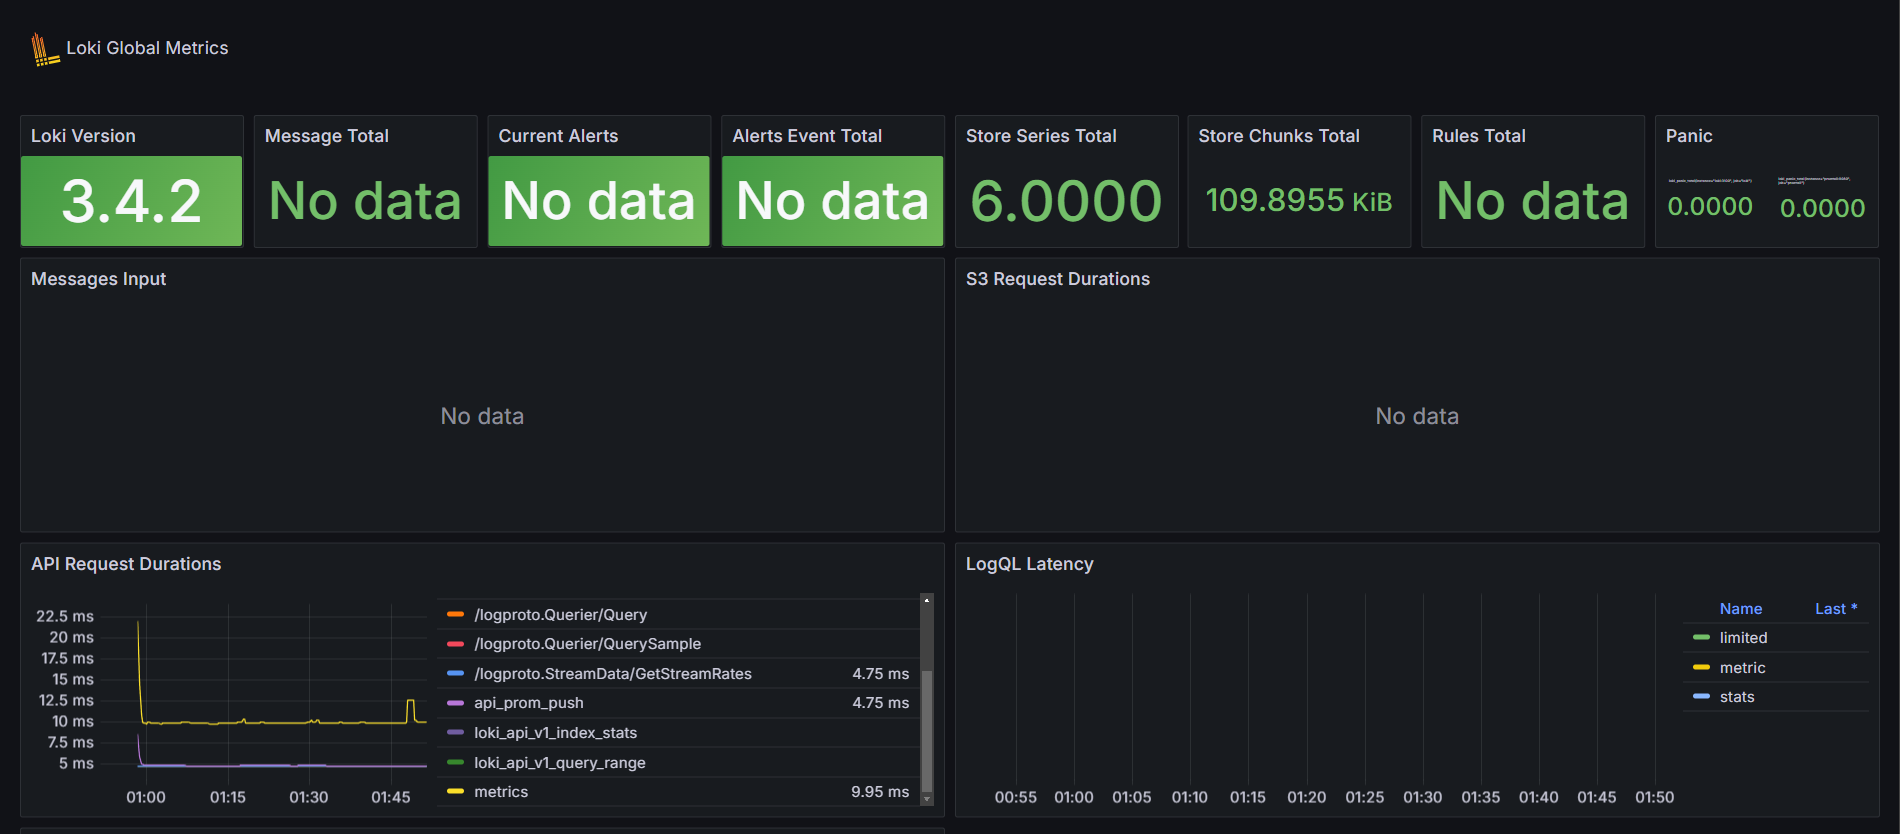 Loki Global Metrics
Loki Version
3.4.2
Message Total
No data
Current Alerts
No data
Alerts Event Total
No data
Store Series Total
6.0000
Store Chunks Total
109.8955 KiB
Rules Total
No data
Panic
0.0000
0.0000
Messages Input
No data
S3 Request Durations
No data
API Request Durations
22.5 ms
20 ms
17.5 ms
15 ms
12.5 ms
10 ms
7.5 ms
5 ms
01:00 01:15 01:30 01:45
/logproto.Querier/Query
/logproto.Querier/QuerySample
/logproto.StreamData/GetStreamRates 4.75 ms
api_prom_push 4.75 ms
loki_api_v1_index_stats
loki_api_v1_query_range
metrics 9.95 ms
LogQL Latency
00:55 01:00 01:05 01:10 01:15 01:20 01:25 01:30 01:35 01:40 01:45 01:50
Name Last *
limited
metric
stats